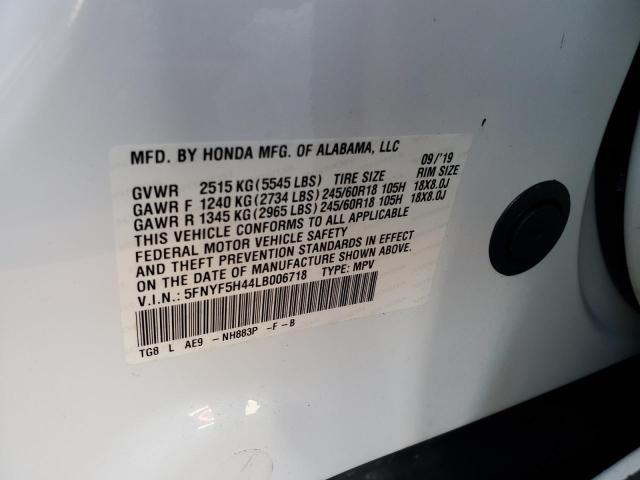 MFD. BY HONDA MFG. OF ALABAMA, LLC 09/'19
GVWR 2515 KG(5545 LBS) TIRE SIZE RIM SIZE
GAWR F 1240 KG(2734 LBS)245/60R18 105H 18X8.0J
GAWR R 1345 KG(2965 LBS)245/60R18 105H 18X8.0J
THIS VEHICLE CONFORMS TO ALL APPLICABLE
FEDERAL MOTOR VEHICLE SAFETY
AND THEFT PREVENTION STANDARDS IN EFFECT
ON THE DATE OF MANUFACTURE SHOWN ABOVE.
V.I.N.: 5FNYF5H44LB006718 TYPE: MPV
TG8 L AE9 -NH883P -F -B